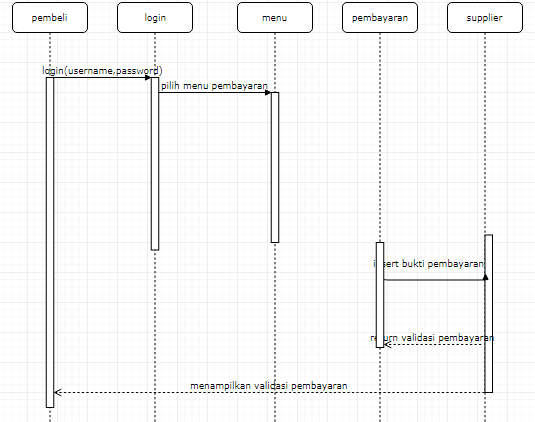 pembeli
login
menu
pembayaran
supplier
login(username,password)
pilih menu pembayaran
insert bukti pembayaran
return validasi pembayaran
menampilkan validasi pembayaran